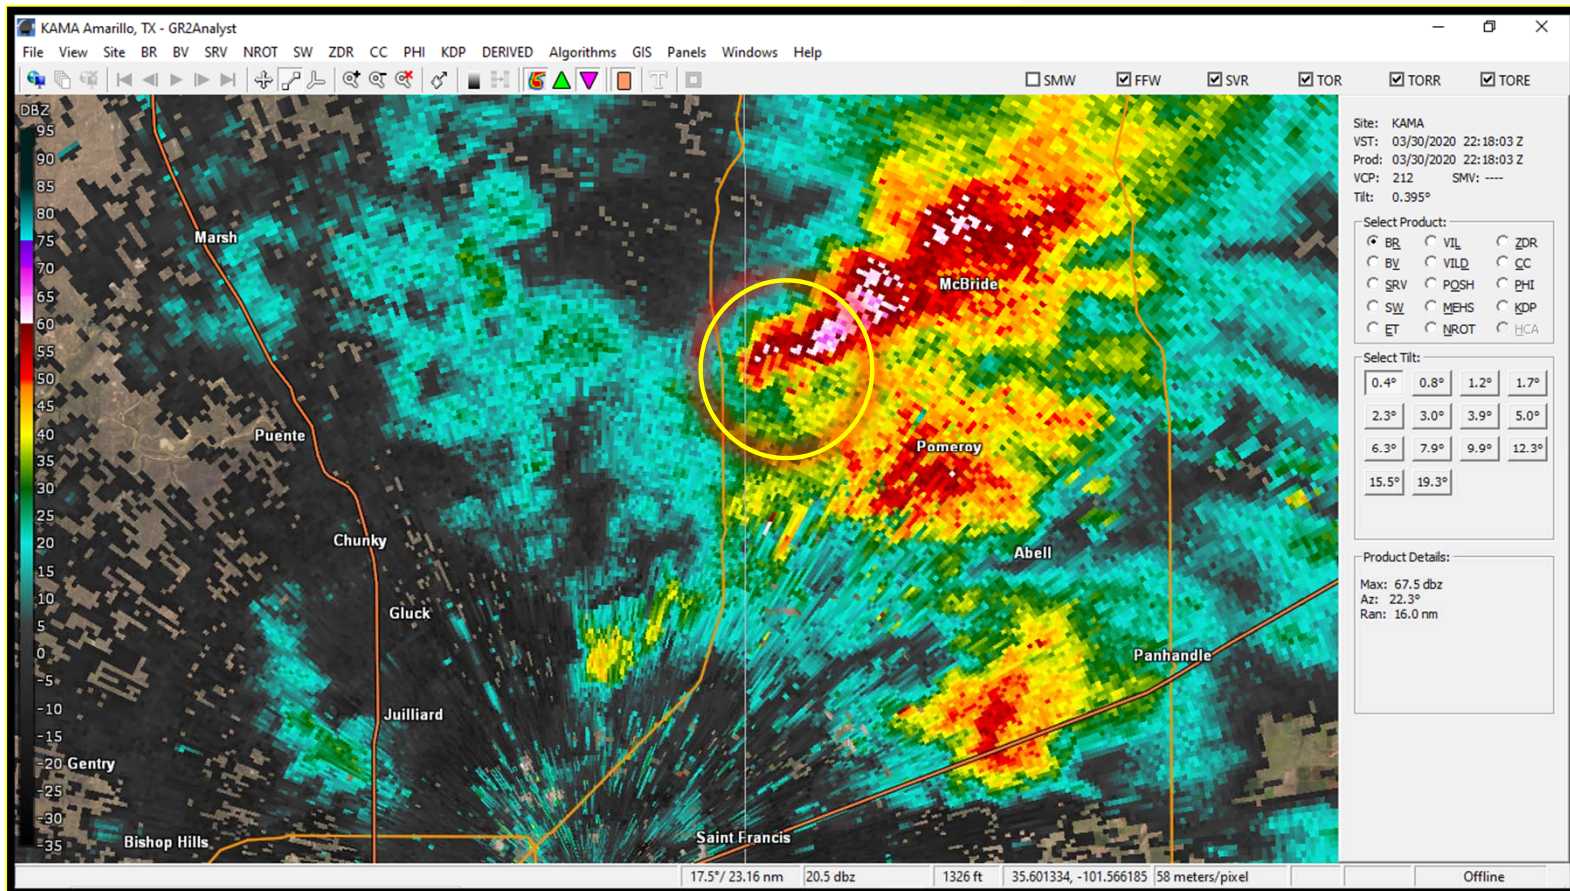 KAMA Amarillo, TX - GR2Analyst
File View Site BR BV SRV NROT SW ZDR CC PHI KDP DERIVED Algorithms GIS Panels Windows Help
SMW FFW SVR TOR TORR TORE
DBZ
95
90
85
80
75
70
65
60
55
50
45
40
35
30
25
20
15
10
5
0
-5
-10
-15
-20
-25
-30
-35
Marsh
McBride
Puente
Pomeroy
Chunky
Abell
Gluck
Panhandle
Juilliard
Gentry
Saint Francis
Bishop Hills
Site: KAMA
VST: 03/30/2020 22:18:03 Z
Prod: 03/30/2020 22:18:03 Z
VCP: 212 SMV: ----
Tilt: 0.395°
Select Product:
BR VIL ZDR
BV VILD CC
SRV POSH PHI
SW MEHS KDP
ET NROT HCA
Select Tilt:
0.4° 0.8° 1.2° 1.7°
2.3° 3.0° 3.9° 5.0°
6.3° 7.9° 9.9° 12.3°
15.5° 19.3°
Product Details:
Max: 67.5 dbz
Az: 22.3°
Ran: 16.0 nm
17.5°/ 23.16 nm 20.5 dbz 1326 ft 35.601334, -101.566185 58 meters/pixel Offline